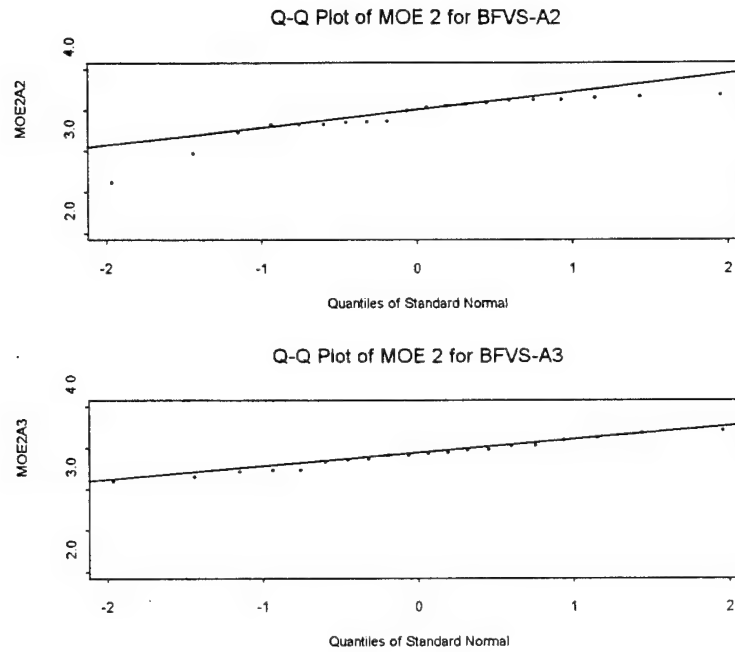 Q-Q Plot of MOE 2 for BFVS-A2
MOE2A2
4.0
3.0
2.0
-2 -1 0 1 2
Quantiles of Standard Normal
Q-Q Plot of MOE 2 for BFVS-A3
MOE2A3
4.0
3.0
2.0
-2 -1 0 1 2
Quantiles of Standard Normal